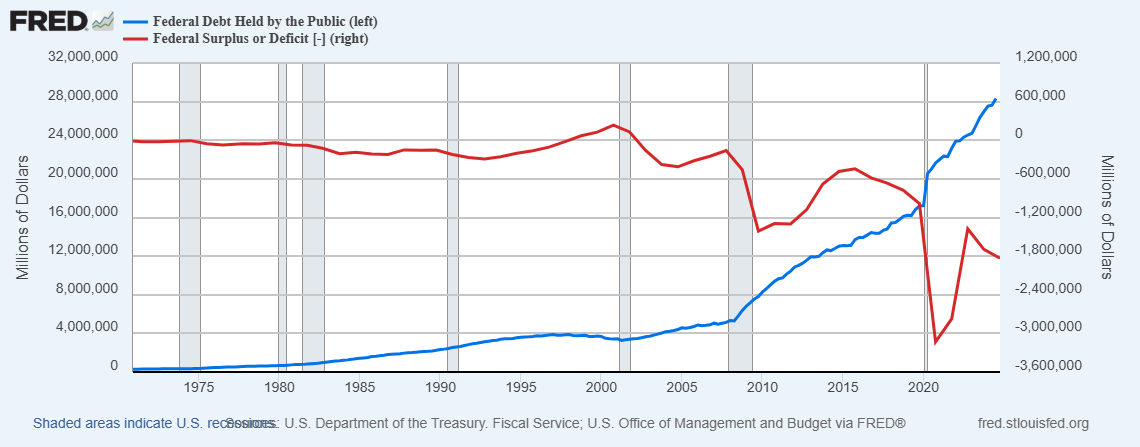 FRED
Federal Debt Held by the Public (left)
Federal Surplus or Deficit [-] (right)
32,000,000
28,000,000
24,000,000
20,000,000
16,000,000
12,000,000
8,000,000
4,000,000
0
Millions of Dollars
1,200,000
600,000
0
-600,000
-1,200,000
-1,800,000
-2,400,000
-3,000,000
-3,600,000
Millions of Dollars
1975 1980 1985 1990 1995 2000 2005 2010 2015 2020
Shaded areas indicate U.S. recessions.
Sources: U.S. Department of the Treasury. Fiscal Service; U.S. Office of Management and Budget via FRED®
fred.stlouisfed.org